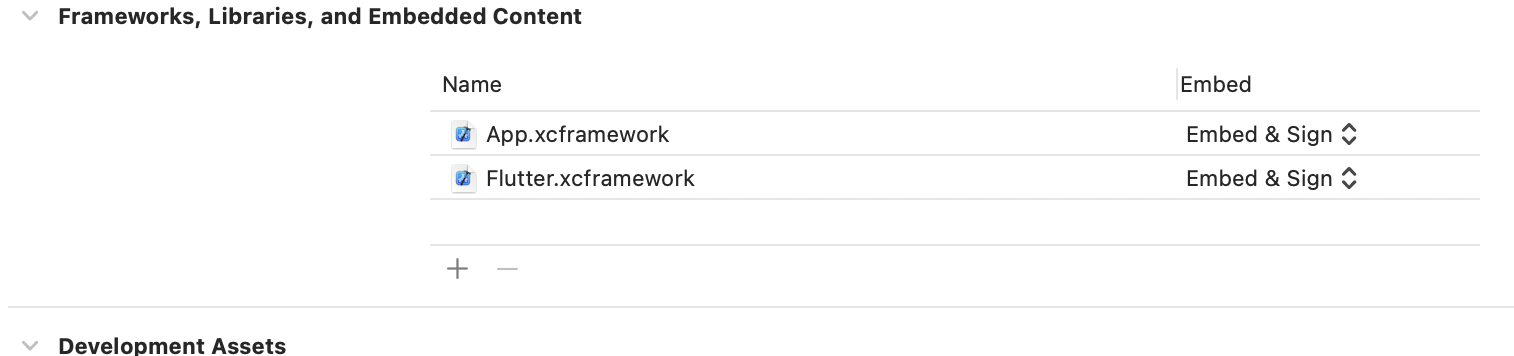 Frameworks, Libraries, and Embedded Content
Name Embed
App.xcframework Embed & Sign
Flutter.xcframework Embed & Sign
Development Assets